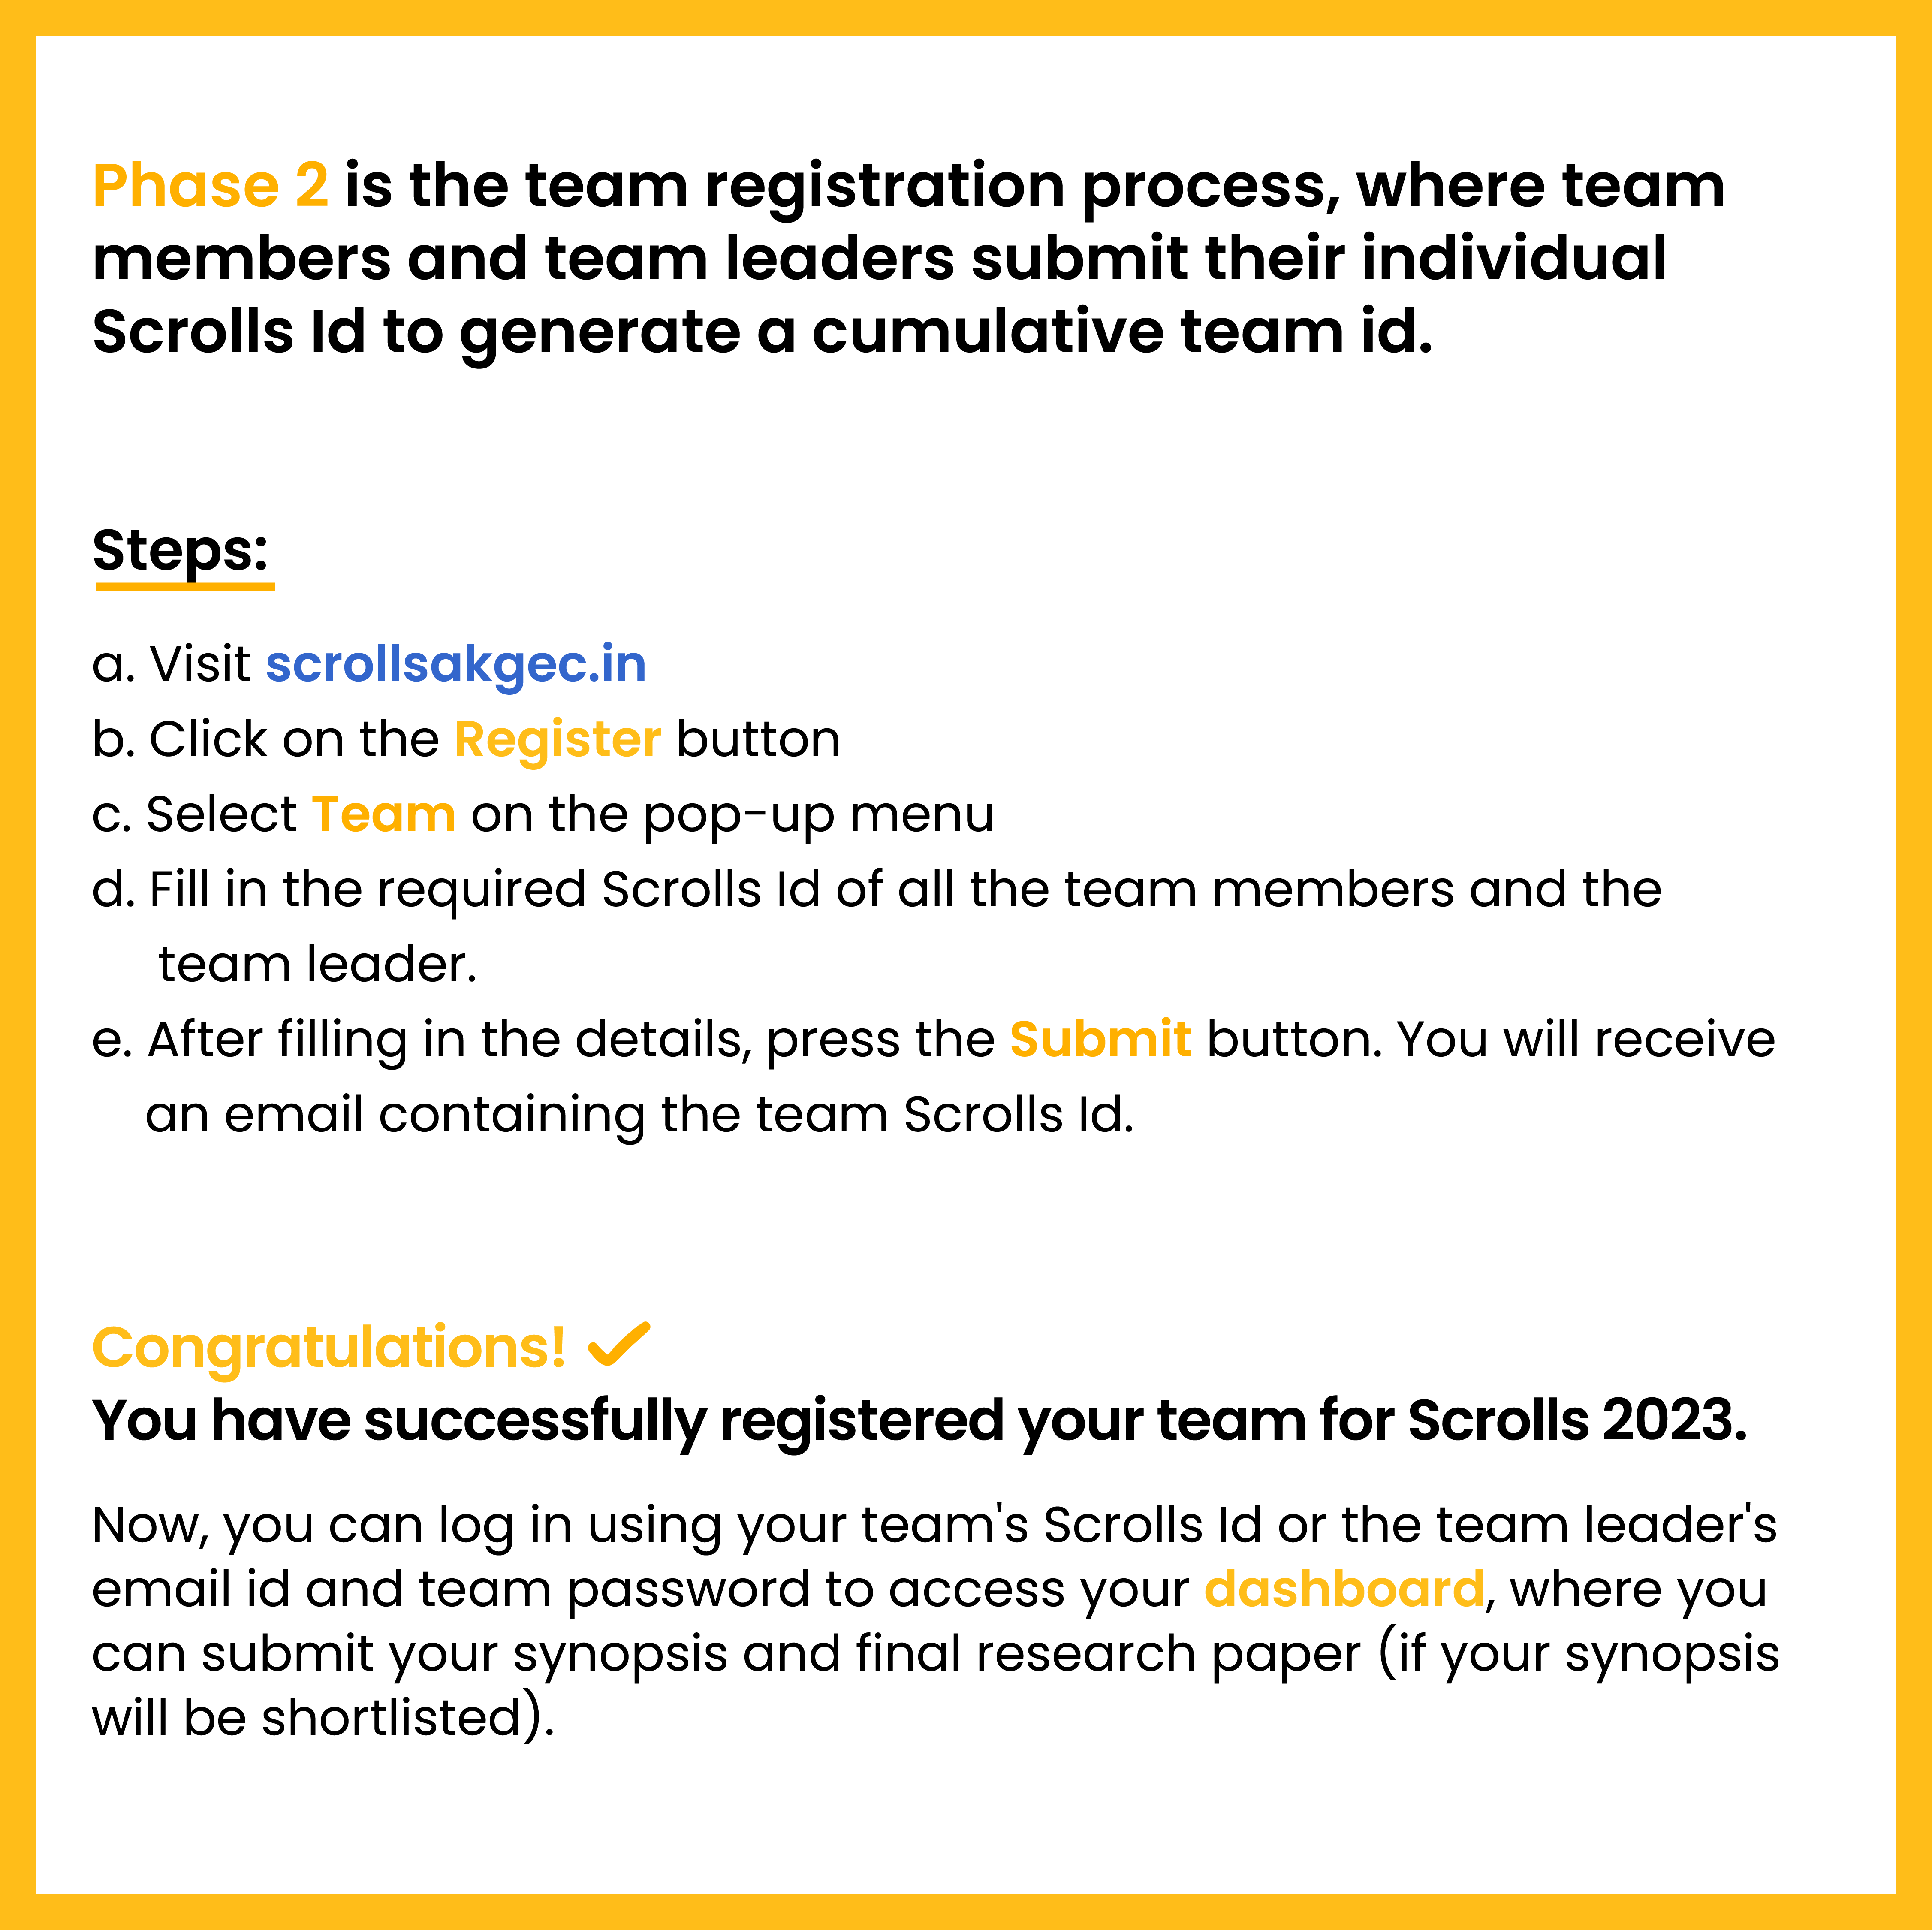 Phase 2 is the team registration process, where team
members and team leaders submit their individual
Scrolls Id to generate a cumulative team id.
Steps:
a. Visit scrollsakgec.in
b. Click on the Register button
c. Select Team on the pop-up menu
d. Fill in the required Scrolls Id of all the team members and the
team leader.
e. After filling in the details, press the Submit button. You will receive
an email containing the team Scrolls Id.
Congratulations!
You have successfully registered your team for Scrolls 2023.
Now, you can log in using your team's Scrolls Id or the team leader's
email id and team password to access your dashboard, where you
can submit your synopsis and final research paper (if your synopsis
will be shortlisted).